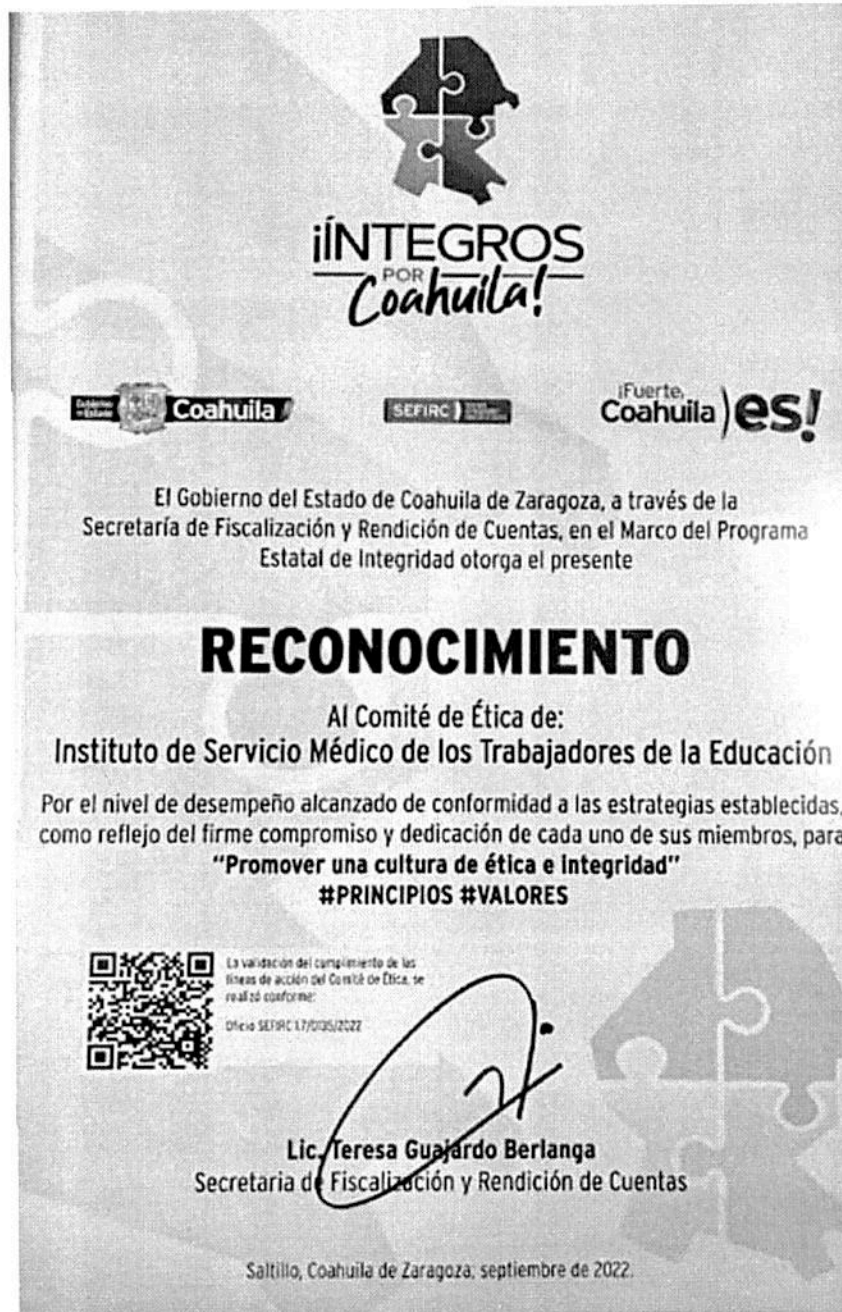 ¡ÍNTEGROS
POR
Coahuila!
Coahuila
SEFIRC
¡Fuerte,
Coahuila es!
El Gobierno del Estado de Coahuila de Zaragoza, a través de la
Secretaría de Fiscalización y Rendición de Cuentas, en el Marco del Programa
Estatal de Integridad otorga el presente
RECONOCIMIENTO
Al Comité de Ética de:
Instituto de Servicio Médico de los Trabajadores de la Educación
Por el nivel de desempeño alcanzado de conformidad a las estrategias establecidas,
como reflejo del firme compromiso y dedicación de cada uno de sus miembros, para
"Promover una cultura de ética e Integridad"
#PRINCIPIOS #VALORES
La validación del cumplimiento de las
líneas de acción del Comité de Ética, se
realizó conforme:
Oficio SEFIRC
Lic. Teresa Guajardo Berlanga
Secretaria de Fiscalización y Rendición de Cuentas
Saltillo, Coahuila de Zaragoza, septiembre de 2022.